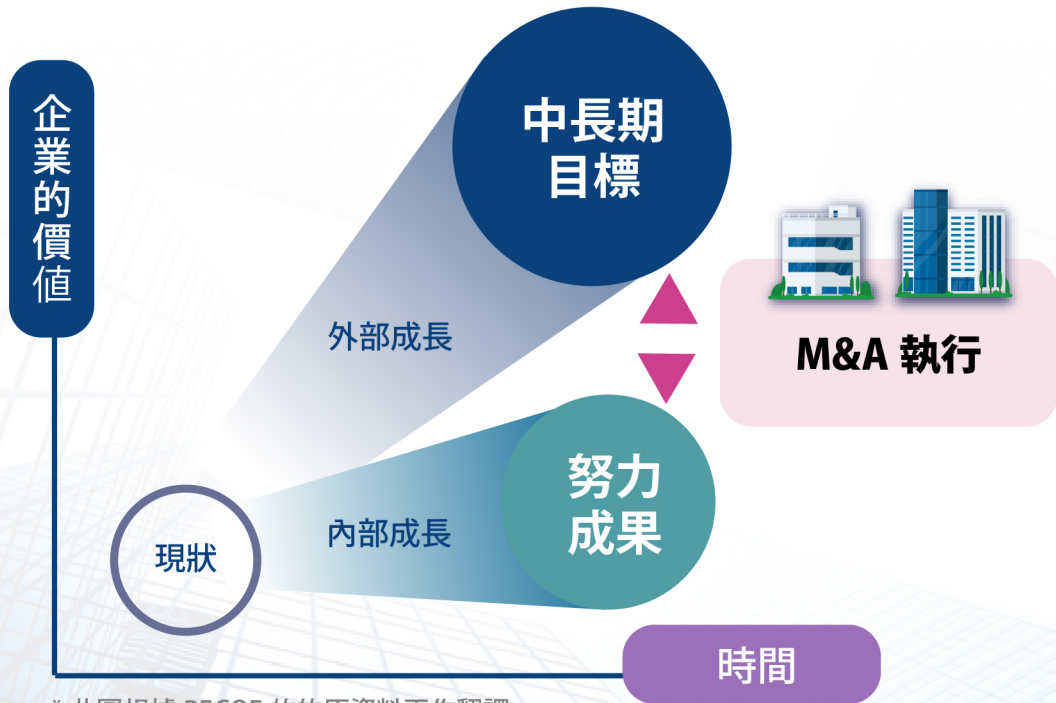 企業的價值
中長期
目標
外部成長
M&A 執行
努力
成果
內部成長
現狀
時間